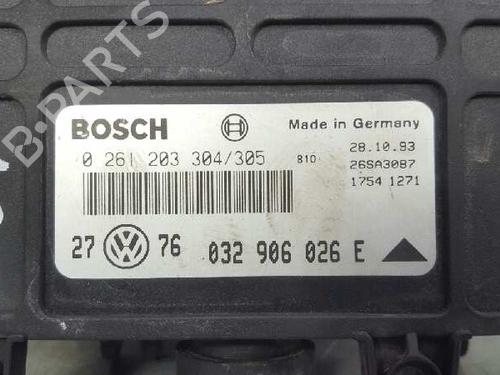 B-PARTS
BOSCH
Made in Germany
0 261 203 304/305
810
28.10.93
26SA3087
1754 1271
27 VW 76 032 906 026 E